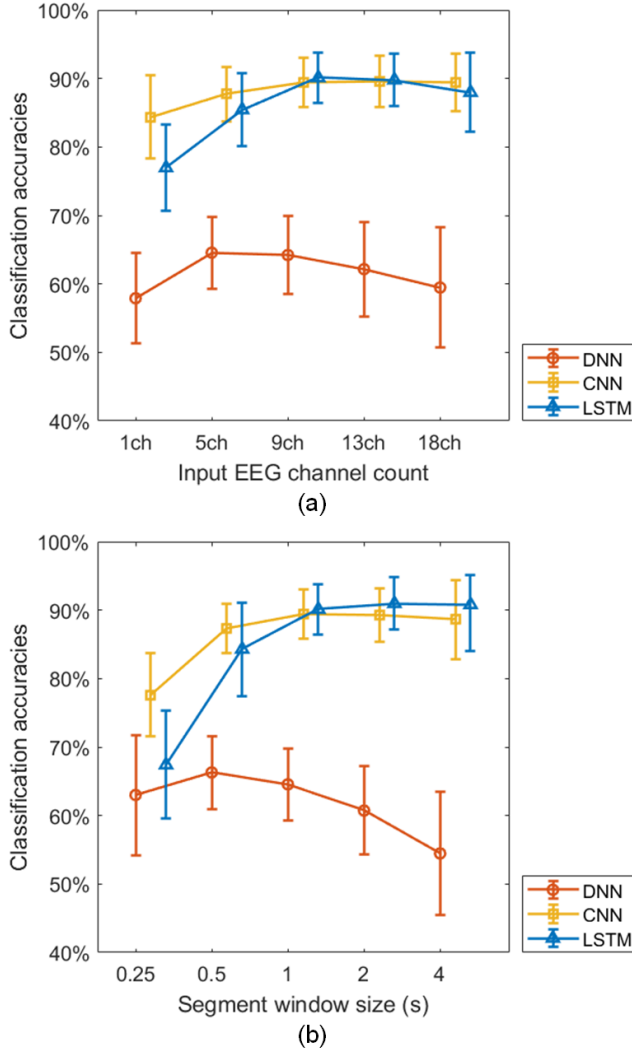 100%
90%
80%
70%
60%
50%
40%
Classification accuracies
1ch 5ch 9ch 13ch 18ch
Input EEG channel count
DNN
CNN
LSTM
(a)
100%
90%
80%
70%
60%
50%
40%
Classification accuracies
0.25 0.5 1 2 4
Segment window size (s)
DNN
CNN
LSTM
(b)